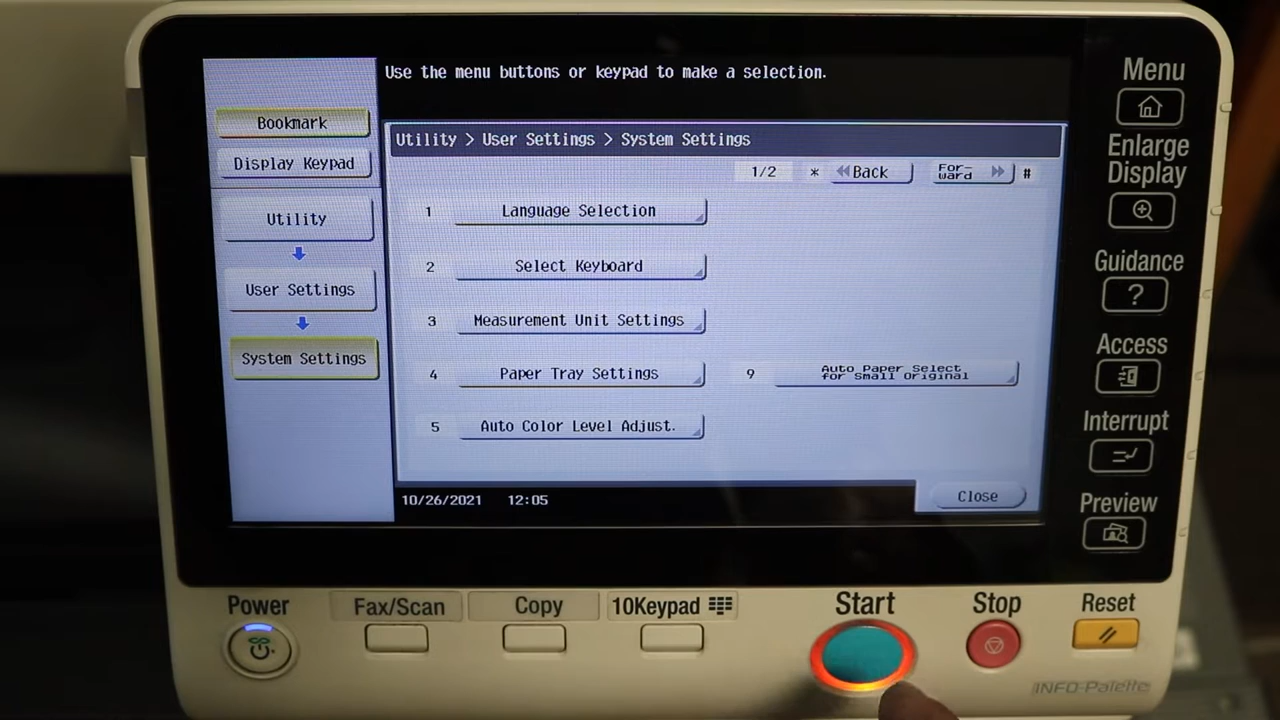 Use the menu buttons or keypad to make a selection.
Bookmark
Display Keypad
Utility
User Settings
System Settings
Utility > User Settings > System Settings
1/2 * Back For-ward #
1 Language Selection
2 Select Keyboard
3 Measurement Unit Settings
4 Paper Tray Settings
9 Auto Paper Select for Small Original
5 Auto Color Level Adjust.
10/26/2021 12:05
Close
Menu
Enlarge
Display
Guidance
?
Access
Interrupt
Preview
Power
Fax/Scan
Copy
10Keypad
Start
Stop
Reset
INFO-Palette